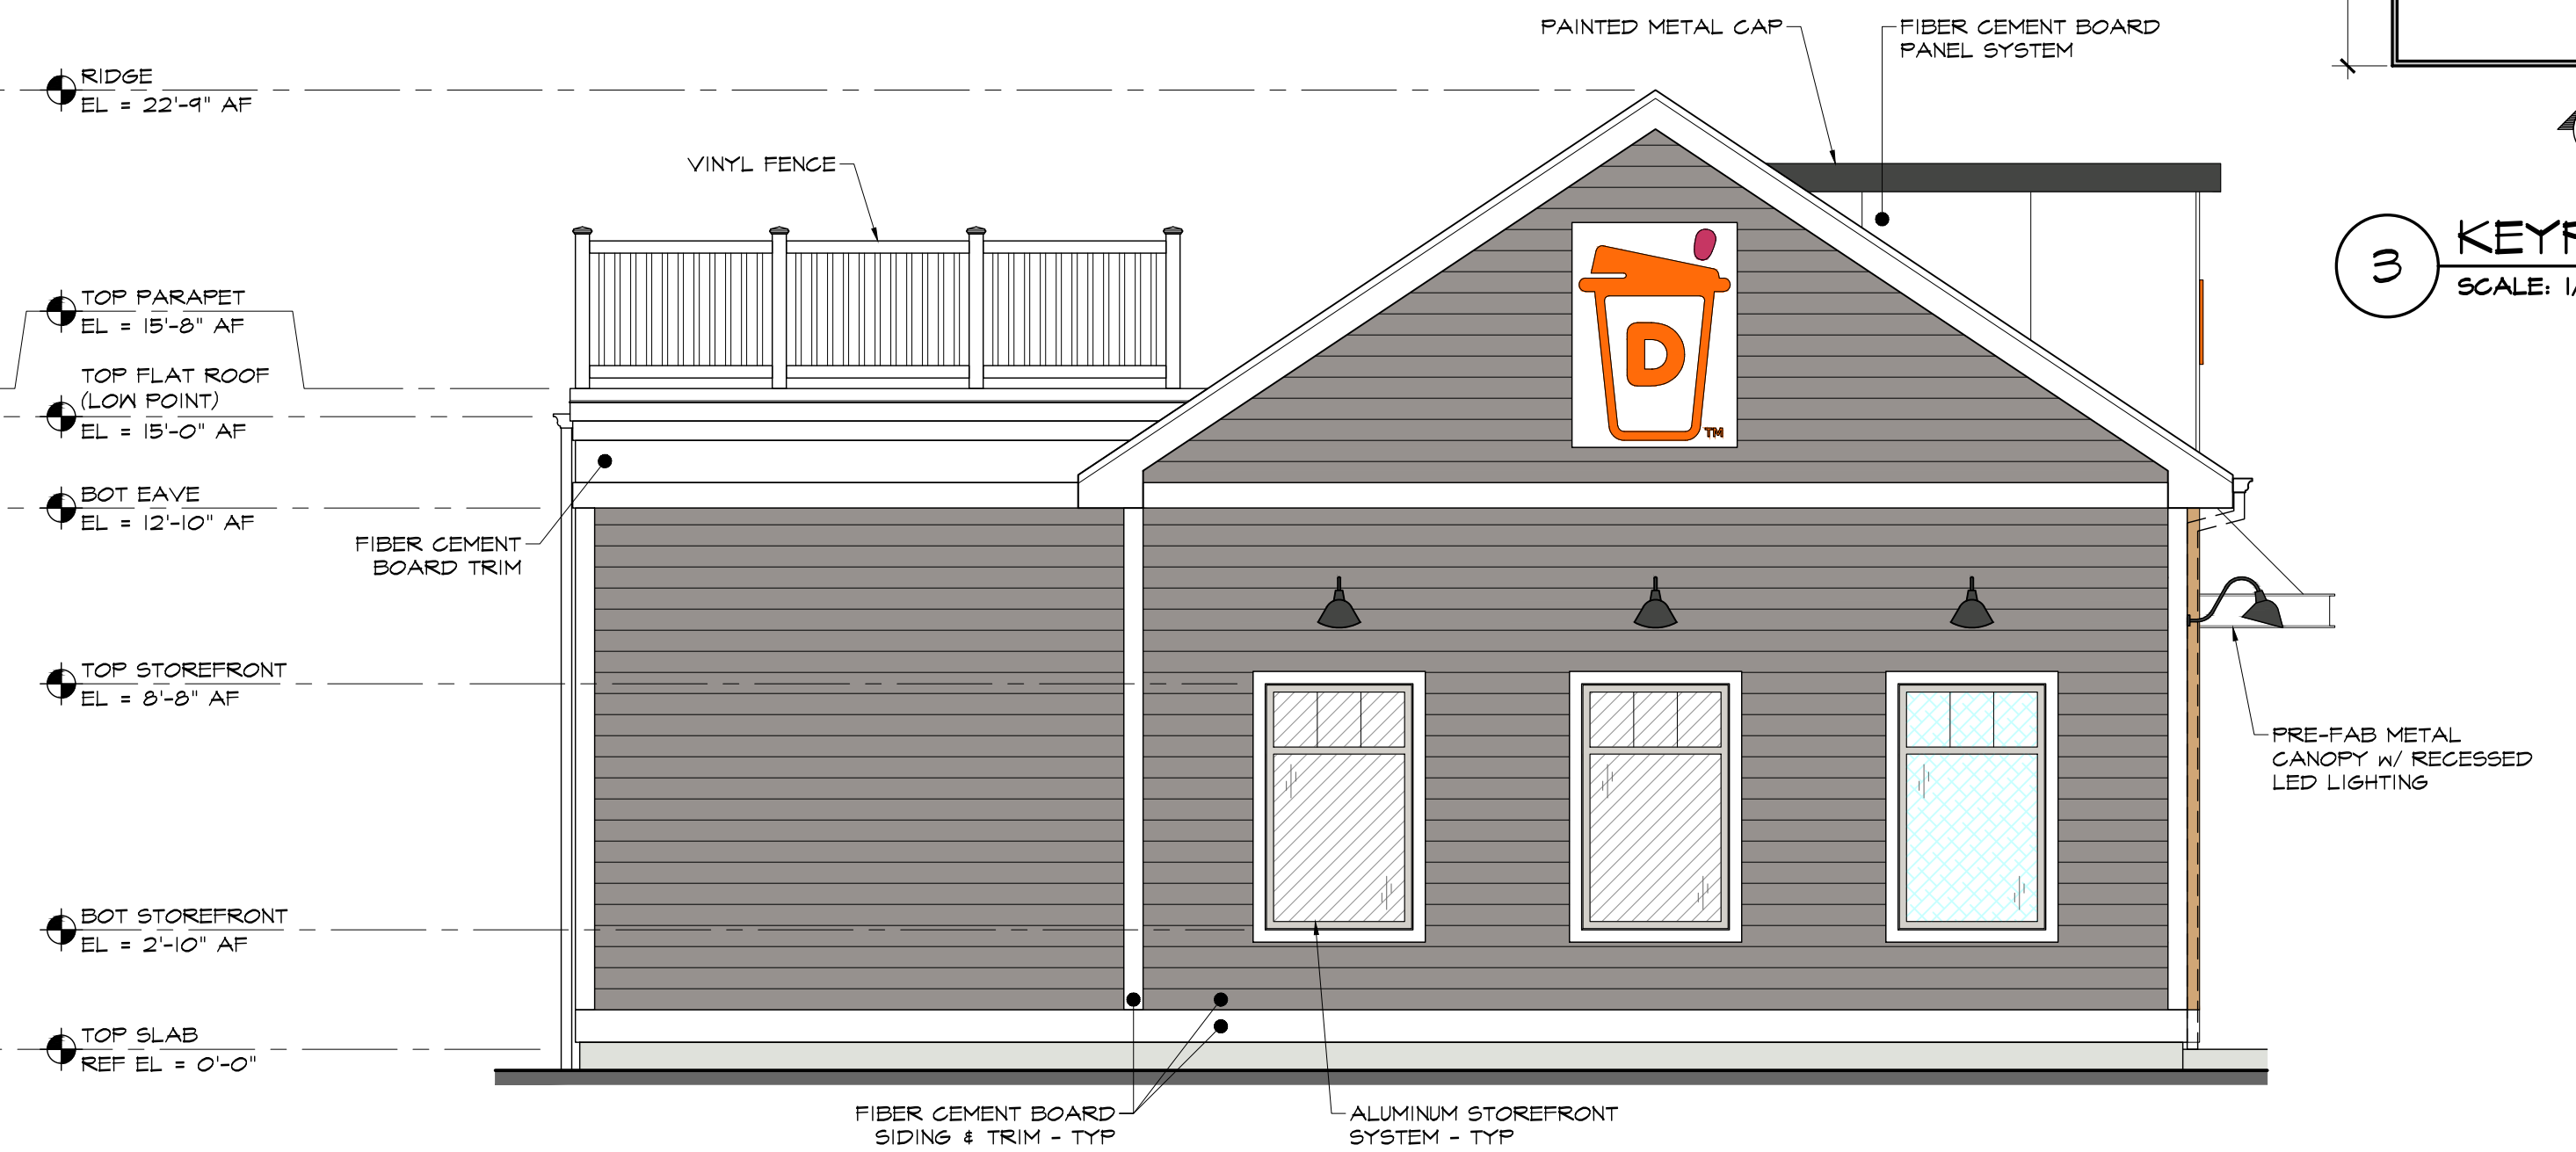 PAINTED METAL CAP
FIBER CEMENT BOARD
PANEL SYSTEM
RIDGE
EL = 22'-9" AF
VINYL FENCE
3
SCALE:
TOP PARAPET
EL = 15'-8" AF
TOP FLAT ROOF
(LOW POINT)
EL = 15'-0" AF
D
TM
BOT EAVE
EL = 12'-10" AF
FIBER CEMENT
BOARD TRIM
TOP STOREFRONT
EL = 8'-8" AF
PRE-FAB METAL
CANOPY W/ RECESSED
LED LIGHTING
BOT STOREFRONT
EL = 2'-10" AF
TOP SLAB
REF EL = 0'-0"
FIBER CEMENT BOARD
SIDING & TRIM - TYP
ALUMINUM STOREFRONT
SYSTEM - TYP